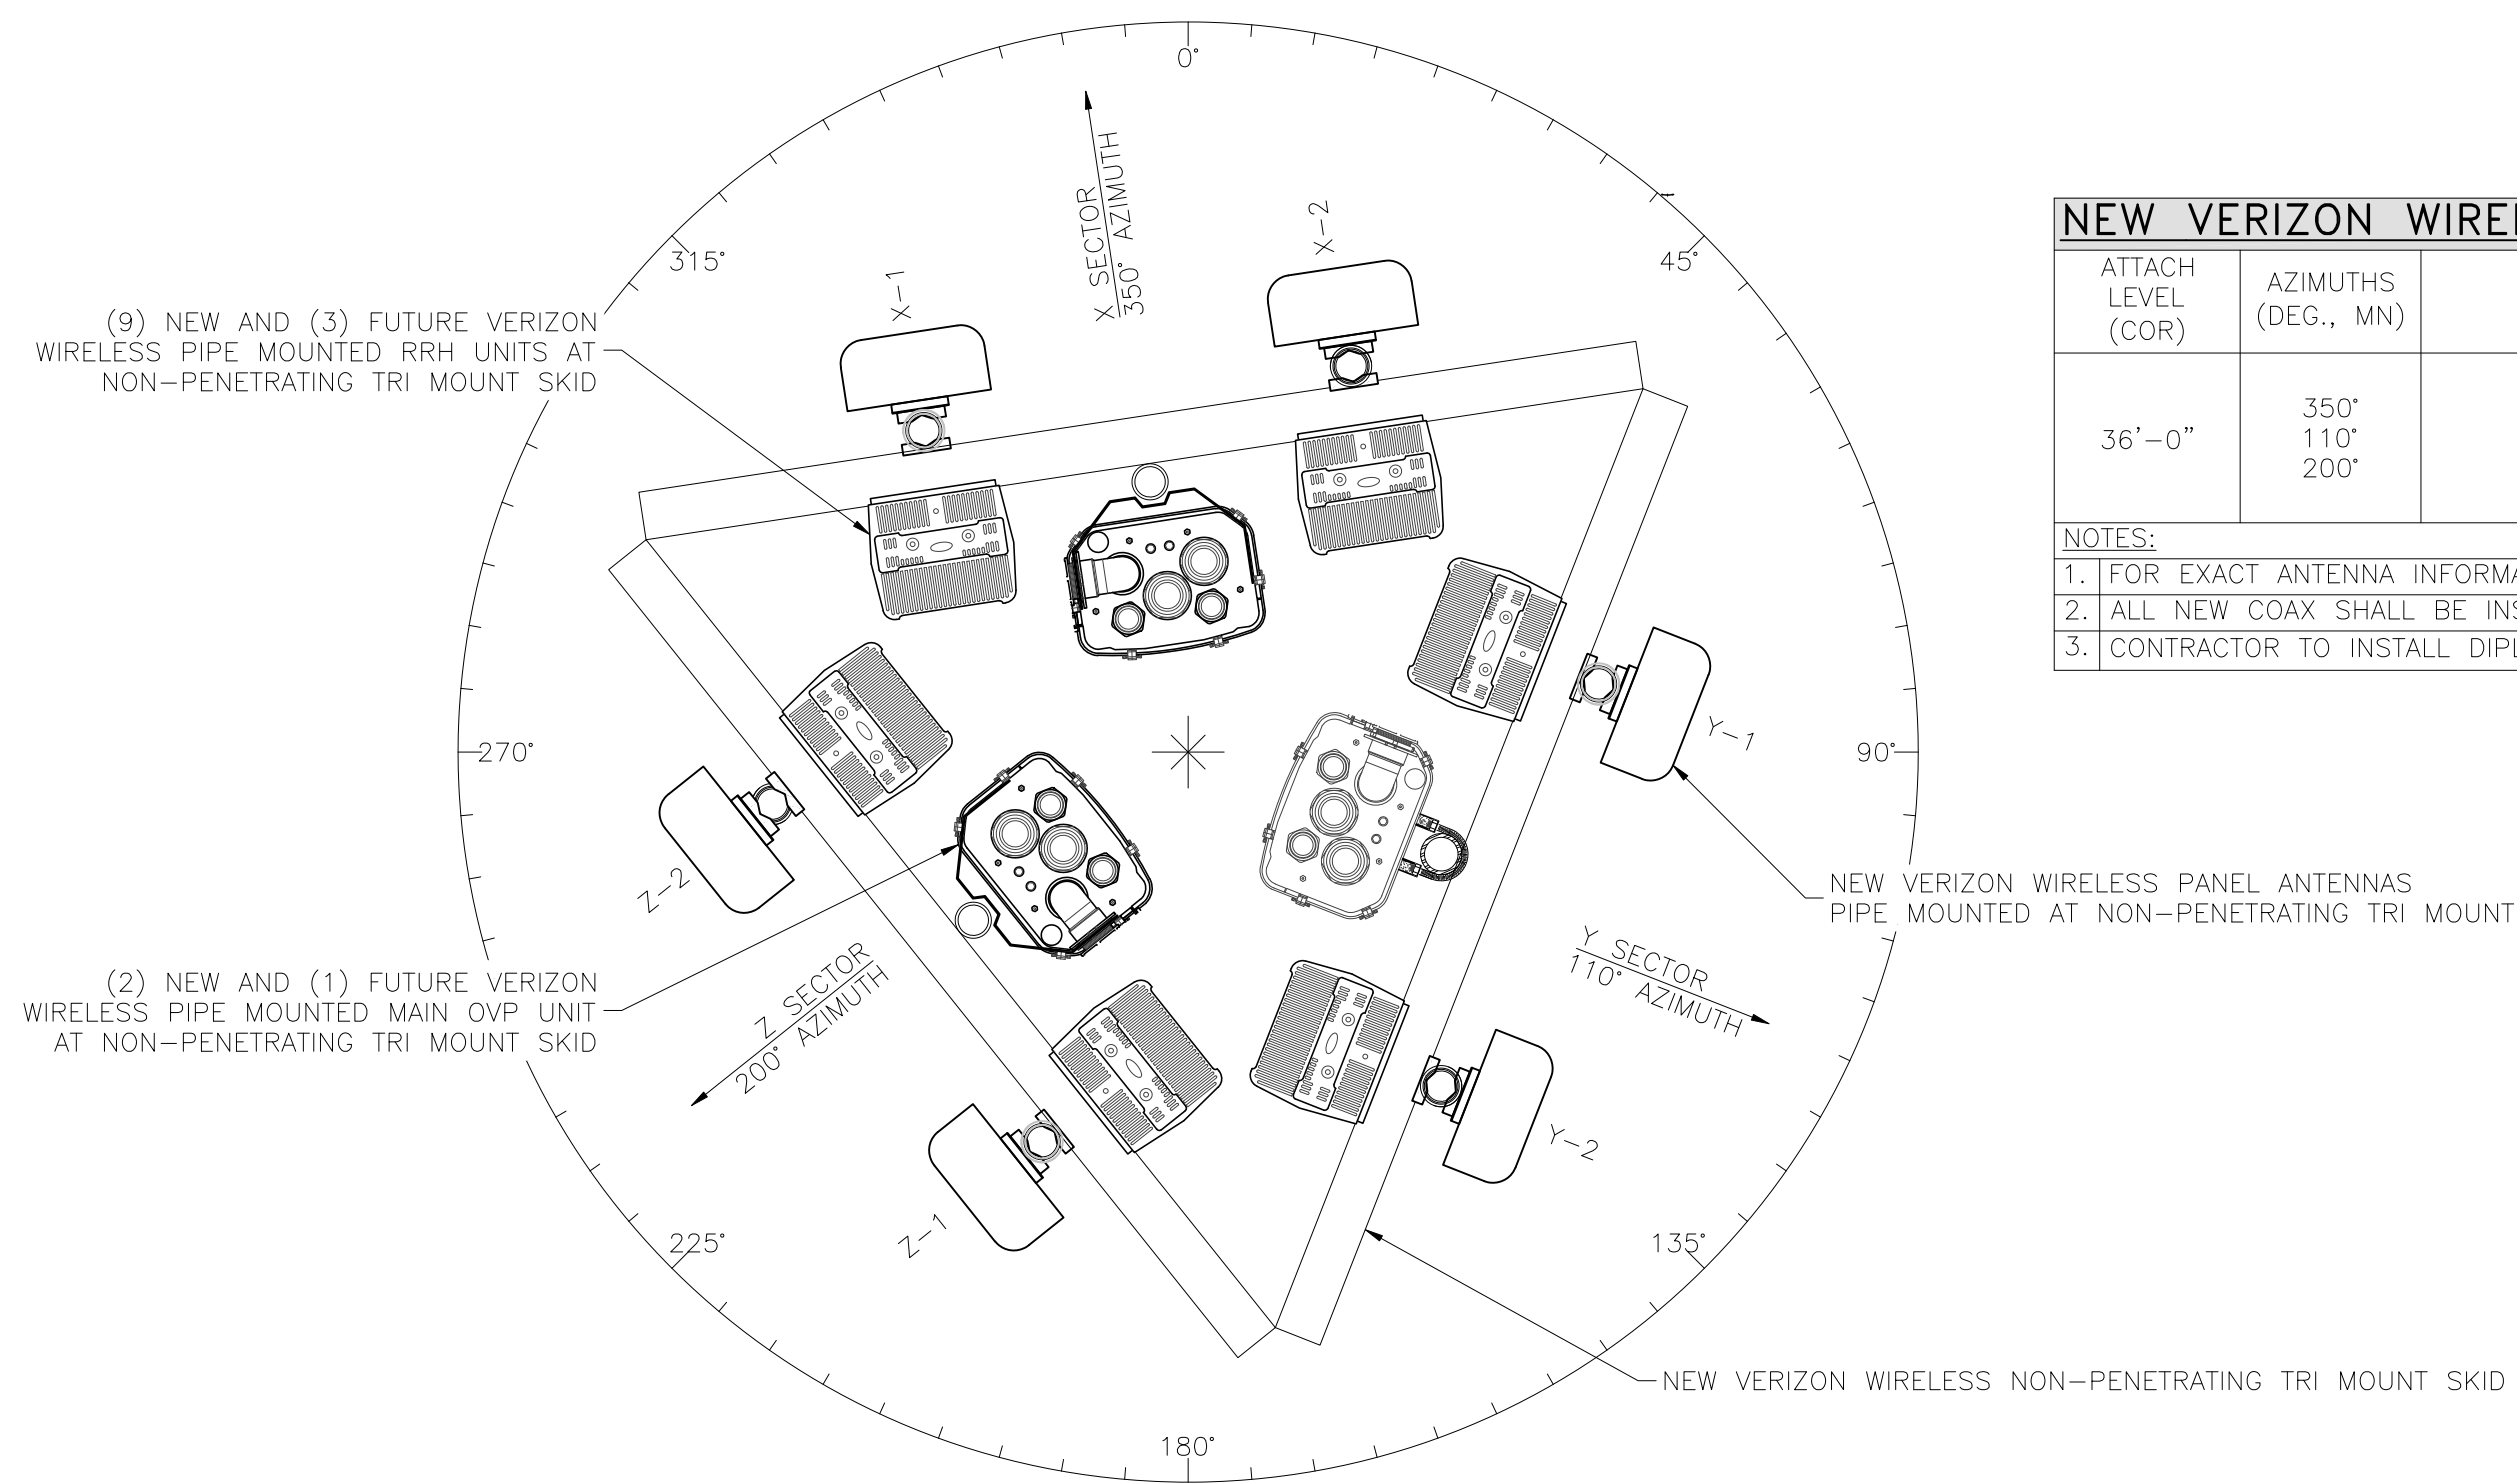 0°
X SECTOR
350° AZIMUTH
X-2
X-1
315°
45°
(9) NEW AND (3) FUTURE VERIZON
WIRELESS PIPE MOUNTED RRH UNITS AT
NON-PENETRATING TRI MOUNT SKID
NEW VERIZON
ATTACH
LEVEL
(COR)
AZIMUTHS
(DEG., MN)
36'-0"
350°
110°
200°
NOTES:
1. FOR EXACT ANTENNA
2. ALL NEW COAX SHALL BE
3. CONTRACTOR TO INSTALL
270°
90°
Y-1
Z-2
NEW VERIZON WIRELESS PANEL ANTENNAS
PIPE MOUNTED AT NON-PENETRATING TRI MOUNT
Y SECTOR
110° AZIMUTH
(2) NEW AND (1) FUTURE VERIZON
WIRELESS PIPE MOUNTED MAIN OVP UNIT
AT NON-PENETRATING TRI MOUNT SKID
Z SECTOR
200° AZIMUTH
Y-2
Z-1
225°
135°
NEW VERIZON WIRELESS NON-PENETRATING TRI MOUNT SKID
180°